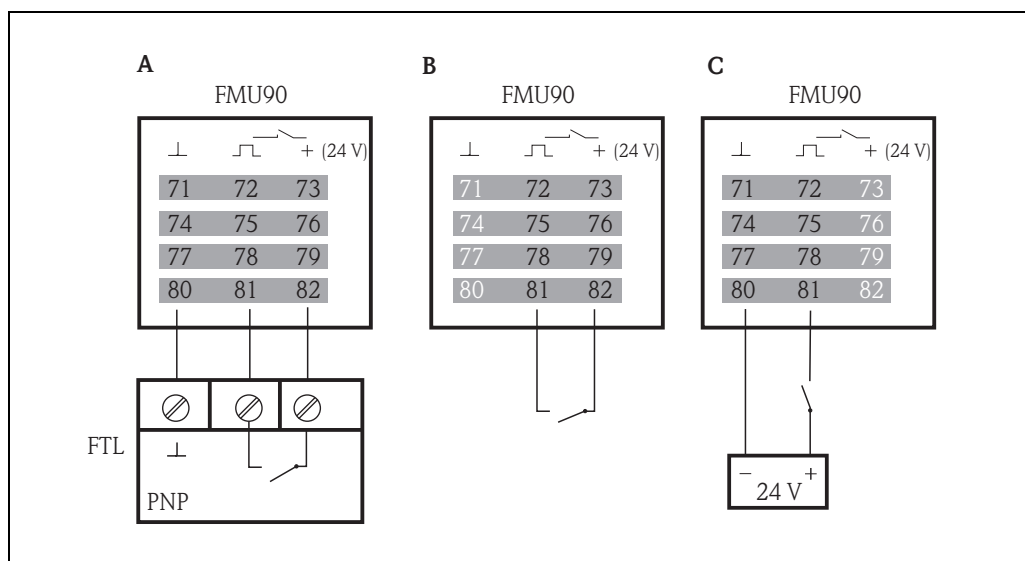 A B C
FMU90 FMU90 FMU90
+ (24 V) + (24 V) + (24 V)
71 72 73 71 72 73 71 72 73
74 75 76 74 75 76 74 75 76
77 78 79 77 78 79 77 78 79
80 81 82 80 81 82 80 81 82
FTL
PNP
- +
24 V